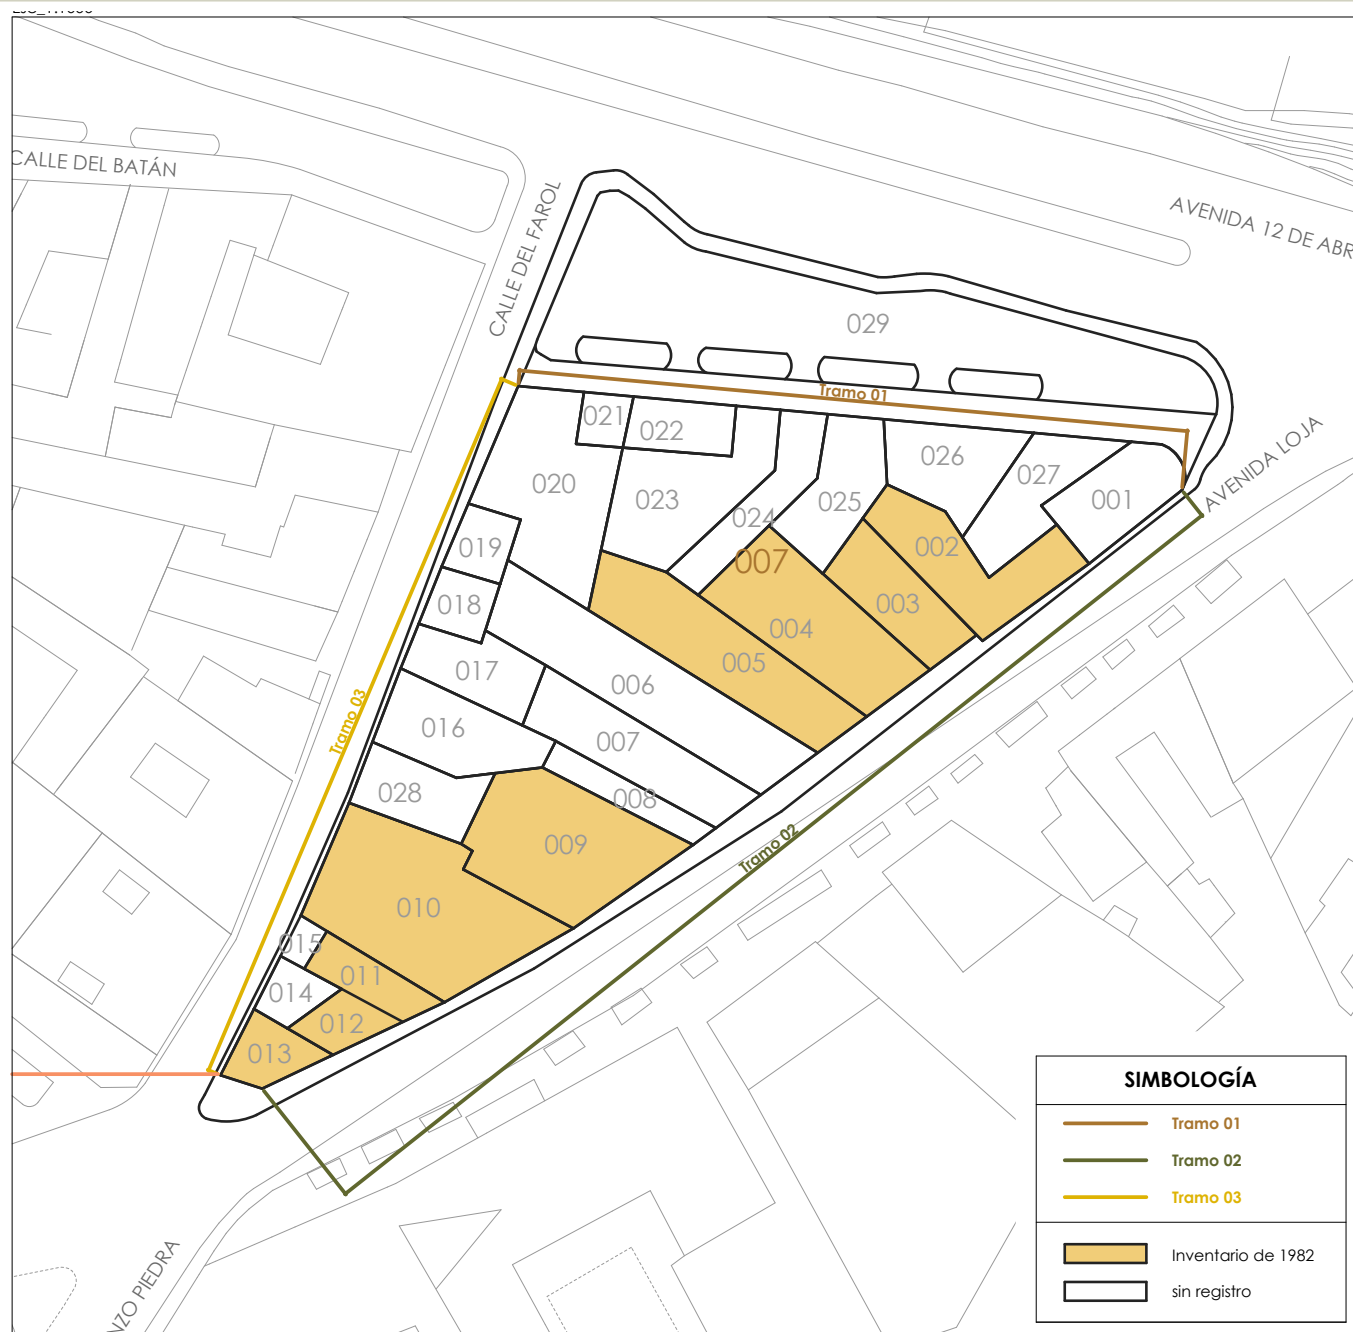 CALLE DEL BATÁN
CALLE DEL FAROL
AVENIDA 12 DE ABR
029
Tramo 01
021
022
026
027
001
AVENIDA LOJA
020
023
024
025
019
002
007
018
003
004
005
017
006
016
007
Tramo 03
028
008
009
Tramo 02
010
015
011
014
012
013
NZO PIEDRA
SIMBOLOGÍA
Tramo 01
Tramo 02
Tramo 03
Inventario de 1982
sin registro